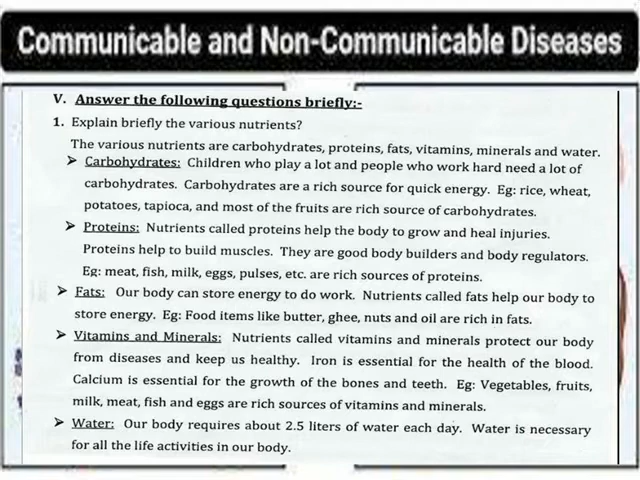 Communicable and Non-Communicable Diseases
V. Answer the following questions briefly:-
1. Explain briefly the various nutrients?
The various nutrients are carbohydrates, proteins, fats, vitamins, minerals and water.
➤ Carbohydrates: Children who play a lot and people who work hard need a lot of
carbohydrates. Carbohydrates are a rich source for quick energy. Eg: rice, wheat,
potatoes, tapioca, and most of the fruits are rich source of carbohydrates.
➤ Proteins: Nutrients called proteins help the body to grow and heal injuries.
Proteins help to build muscles. They are good body builders and body regulators.
Eg: meat, fish, milk, eggs, pulses, etc. are rich sources of proteins.
➤ Fats: Our body can store energy to do work. Nutrients called fats help our body to
store energy. Eg: Food items like butter, ghee, nuts and oil are rich in fats.
➤ Vitamins and Minerals: Nutrients called vitamins and minerals protect our body
from diseases and keep us healthy. Iron is essential for the health of the blood.
Calcium is essential for the growth of the bones and teeth. Eg: Vegetables, fruits,
milk, meat, fish and eggs are rich sources of vitamins and minerals.
➤ Water: Our body requires about 2.5 liters of water each day. Water is necessary
for all the life activities in our body.